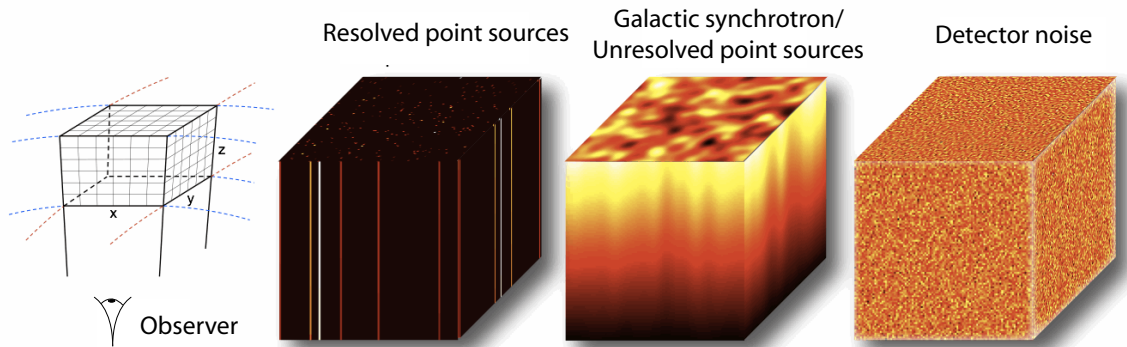 Resolved point sources
Galactic synchrotron/
Unresolved point sources
Detector noise
z
y
x
Observer